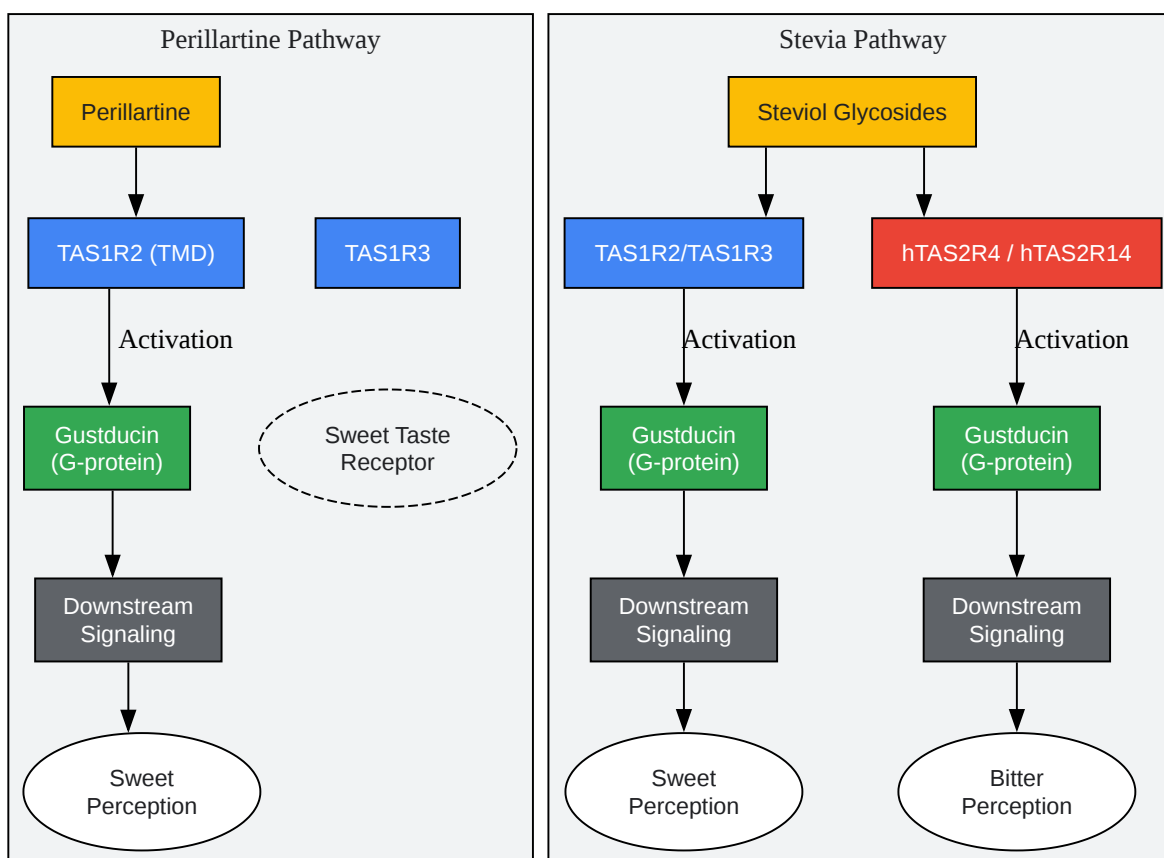 Perillartine Pathway
Perillartine
TAS1R2 (TMD)
TAS1R3
Activation
Gustducin
(G-protein)
Sweet Taste
Receptor
Downstream
Signaling
Sweet
Perception
Stevia Pathway
Steviol Glycosides
TAS1R2/TAS1R3
hTAS2R4 / hTAS2R14
Activation
Activation
Gustducin
(G-protein)
Gustducin
(G-protein)
Downstream
Signaling
Downstream
Signaling
Sweet
Perception
Bitter
Perception